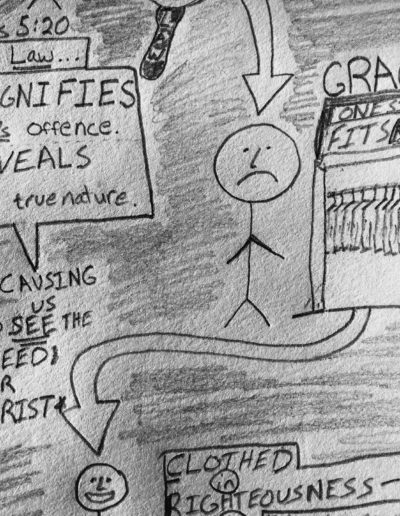 s 5:20
Law...
GNIFIES
's offence.
VEALS
true nature.
CAUSING
US
SEE THE
EED!
R
RIST*
GRAC
ONE S
FITS
CLOTHED
in
RIGHTEOUSNESS –